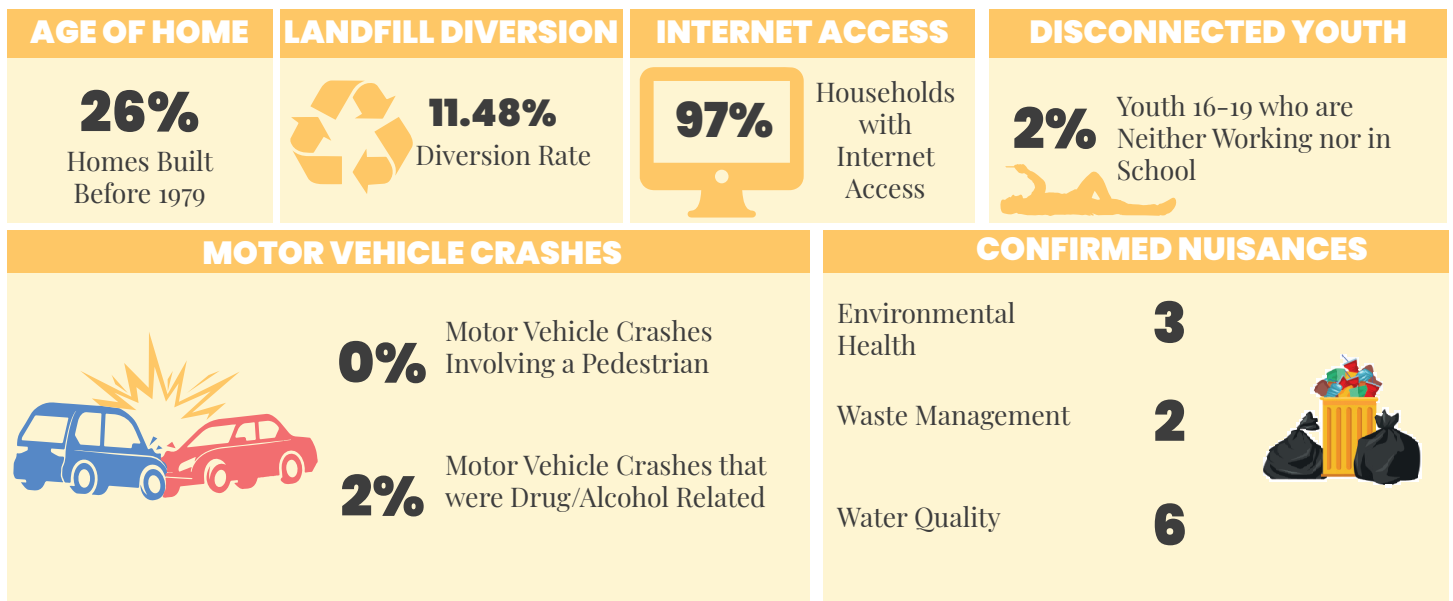 AGE OF HOME
26%
Homes Built
Before 1979
LANDFILL DIVERSION
11.48%
Diversion Rate
INTERNET ACCESS
97%
Households
with
Internet
Access
DISCONNECTED YOUTH
2%
Youth 16-19 who are
Neither Working nor in
School
MOTOR VEHICLE CRASHES
0%
Motor Vehicle Crashes
Involving a Pedestrian
2%
Motor Vehicle Crashes that
were Drug/Alcohol Related
CONFIRMED NUISANCES
Environmental
Health
3
Waste Management
2
Water Quality
6